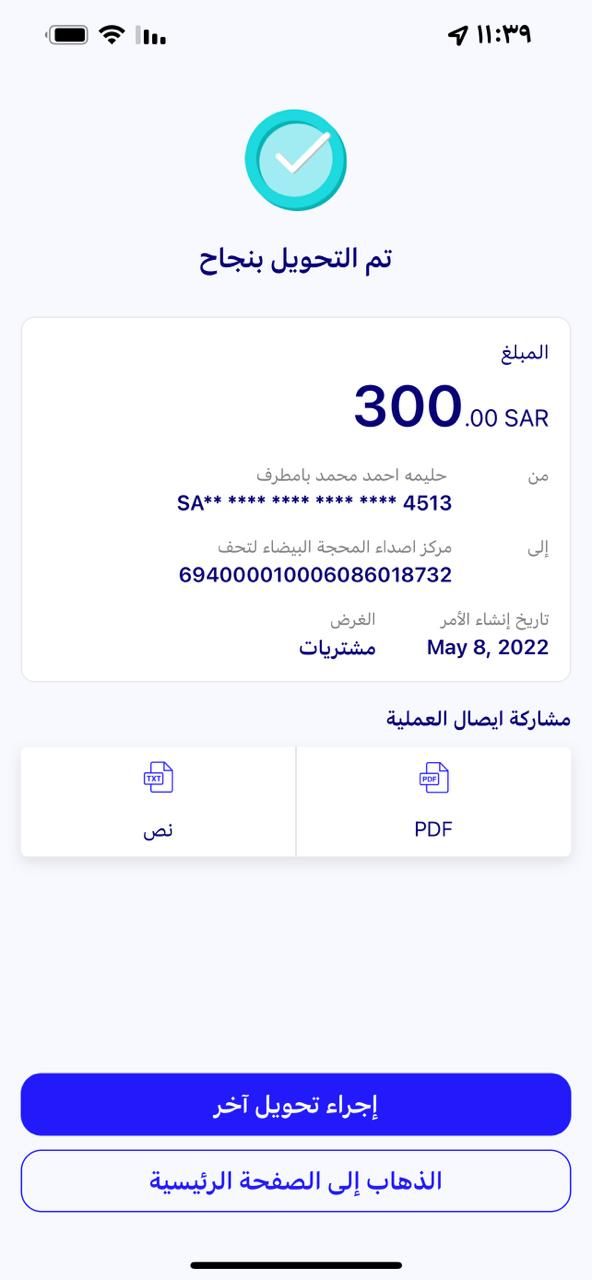 ١١:٣٩
تم التحويل بنجاح
المبلغ
300.00 SAR
من
حليمه احمد محمد بامطرف
SA** **** **** **** **** 4513
إلى
مركز اصداء المحجة البيضاء لتحف
694000010006086018732
تاريخ إنشاء الأمر
May 8, 2022
الغرض
مشتريات
مشاركة ايصال العملية
PDF
PDF
TXT
نص
إجراء تحويل آخر
الذهاب إلى الصفحة الرئيسية